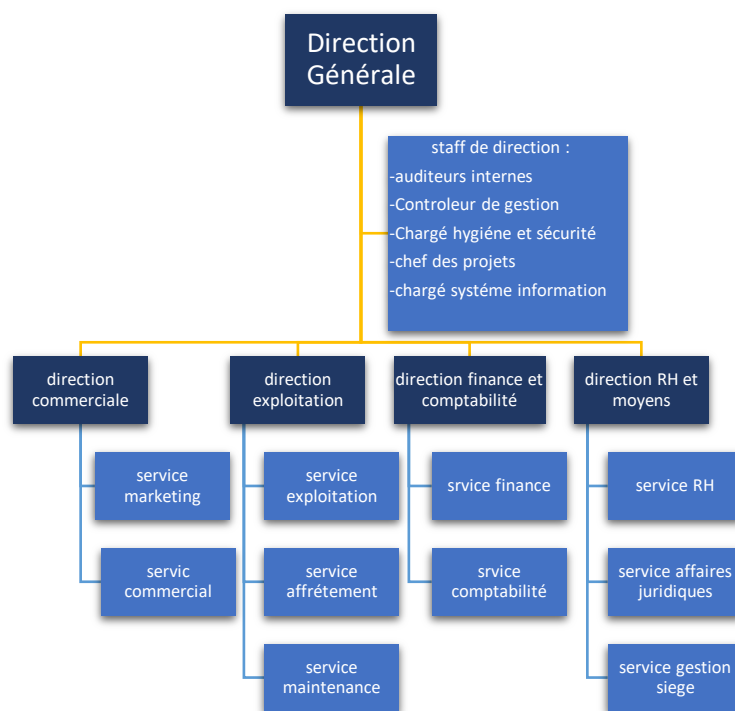 Direction
Générale
staff de direction :
-auditeurs internes
-Controleur de gestion
-Chargé hygiéne et sécurité
-chef des projets
-chargé systéme information
direction
commerciale
direction
exploitation
direction finance et
comptabilité
direction RH et
moyens
service
marketing
service
exploitation
srvice finance
service RH
servic
commercial
service
affrétement
srvice
comptabilité
service affaires
juridiques
service
maintenance
service gestion
siege